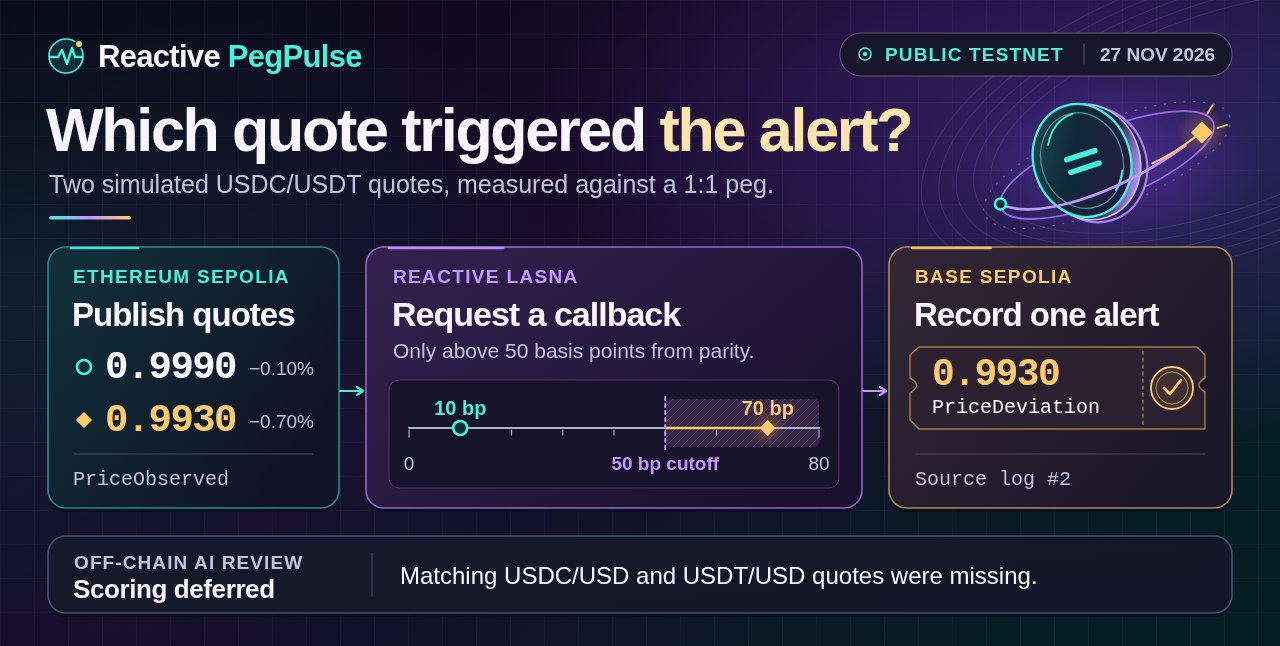 Reactive PegPulse
PUBLIC TESTNET
27 NOV 2026
Which quote triggered the alert?
Two simulated USDC/USDT quotes, measured against a 1:1 peg.
ETHEREUM SEPOLIA
Publish quotes
0.9990 −0.10%
0.9930 −0.70%
PriceObserved
REACTIVE LASNA
Request a callback
Only above 50 basis points from parity.
10 bp
70 bp
0
50 bp cutoff
80
BASE SEPOLIA
Record one alert
0.9930
PriceDeviation
Source log #2
OFF-CHAIN AI REVIEW
Scoring deferred
Matching USDC/USD and USDT/USD quotes were missing.